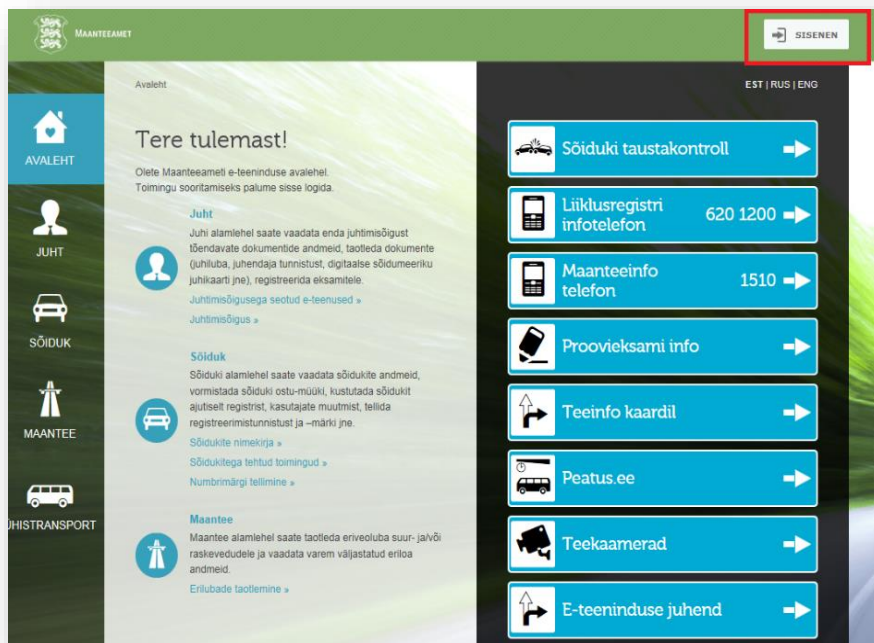 MAANTEEAMET
SISENEN
Avaleht
EST | RUS | ENG
AVALEHT
JUHT
SÕIDUK
MAANTEE
ÜHISTRANSPORT
Tere tulemast!
Olete Maanteeameti e-teeninduse avalehel.
Toimingu sooritamiseks palume sisse logida.
Juht
Juhi alamlehel saate vaadata enda juhtimisõigust
tõendavate dokumentide andmeid, taotleda dokumente
(juhiluba, juhendaja tunnistust, digitaalse sõidumeeriku
juhikaarti jne), registreerida eksamitele.
Juhtimisõigusega seotud e-teenused »
Juhtimisõigus »
Sõiduk
Sõiduki alamlehel saate vaadata sõidukite andmeid,
vormistada sõiduki ostu-müüki, kustutada sõidukit
ajutiselt registrist, kasutajate muutmist, tellida
registreerimistunnistust ja –märki jne.
Sõidukite nimekirja »
Sõidukitega tehtud toimingud »
Numbrimärgi tellimine »
Maantee
Maantee alamlehel saate taotleda eriveoluba suur- ja/või
raskevedudele ja vaadata varem väljastatud eriloa
andmeid.
Erilubade taotlemine »
Sõiduki taustakontroll
Liiklusregistri
infotelefon 620 1200
Maanteeinfo
telefon 1510
Proovieksami info
Teeinfo kaardil
Peatus.ee
Teekaamerad
E-teeninduse juhend